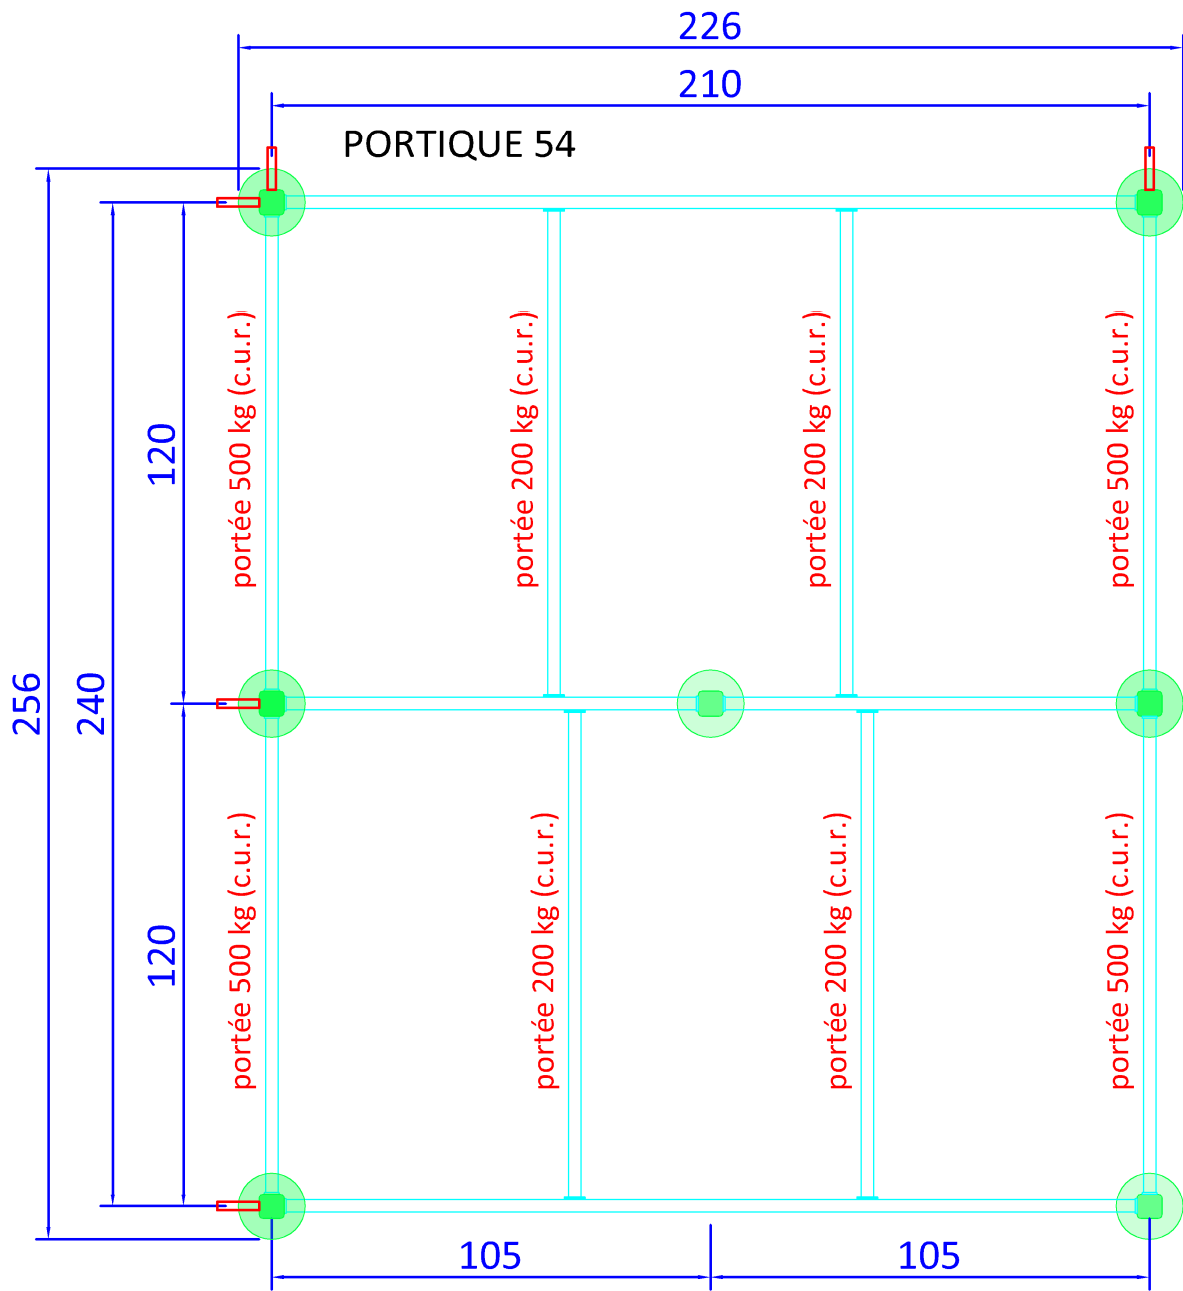 226
210
PORTIQUE 54
portée 500 kg (c.u.r.)
portée 200 kg (c.u.r.)
portée 200 kg (c.u.r.)
portée 500 kg (c.u.r.)
120
256
240
portée 500 kg (c.u.r.)
portée 200 kg (c.u.r.)
portée 200 kg (c.u.r.)
portée 500 kg (c.u.r.)
120
105
105